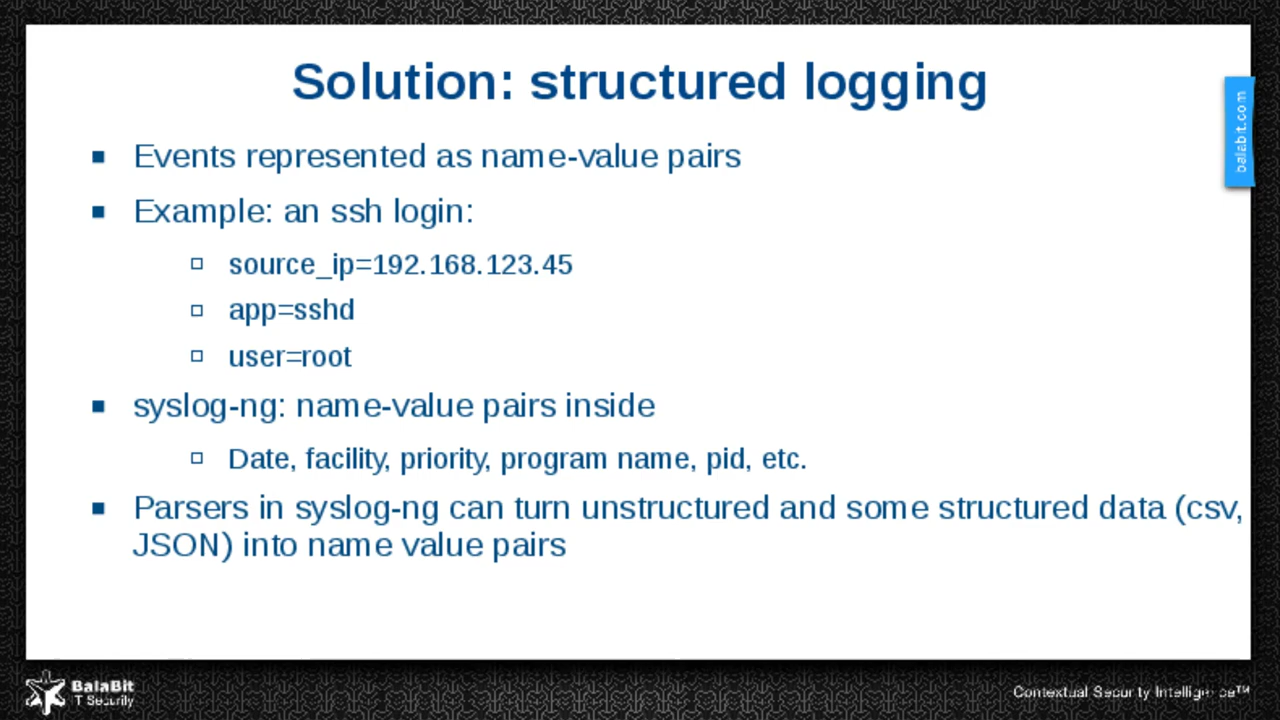 Solution: structured logging
balabit.com
Events represented as name-value pairs
Example: an ssh login:
source_ip=192.168.123.45
app=sshd
user=root
syslog-ng: name-value pairs inside
Date, facility, priority, program name, pid, etc.
Parsers in syslog-ng can turn unstructured and some structured data (csv,
JSON) into name value pairs
BalaBit
IT Security
Contextual Security Intelligence™